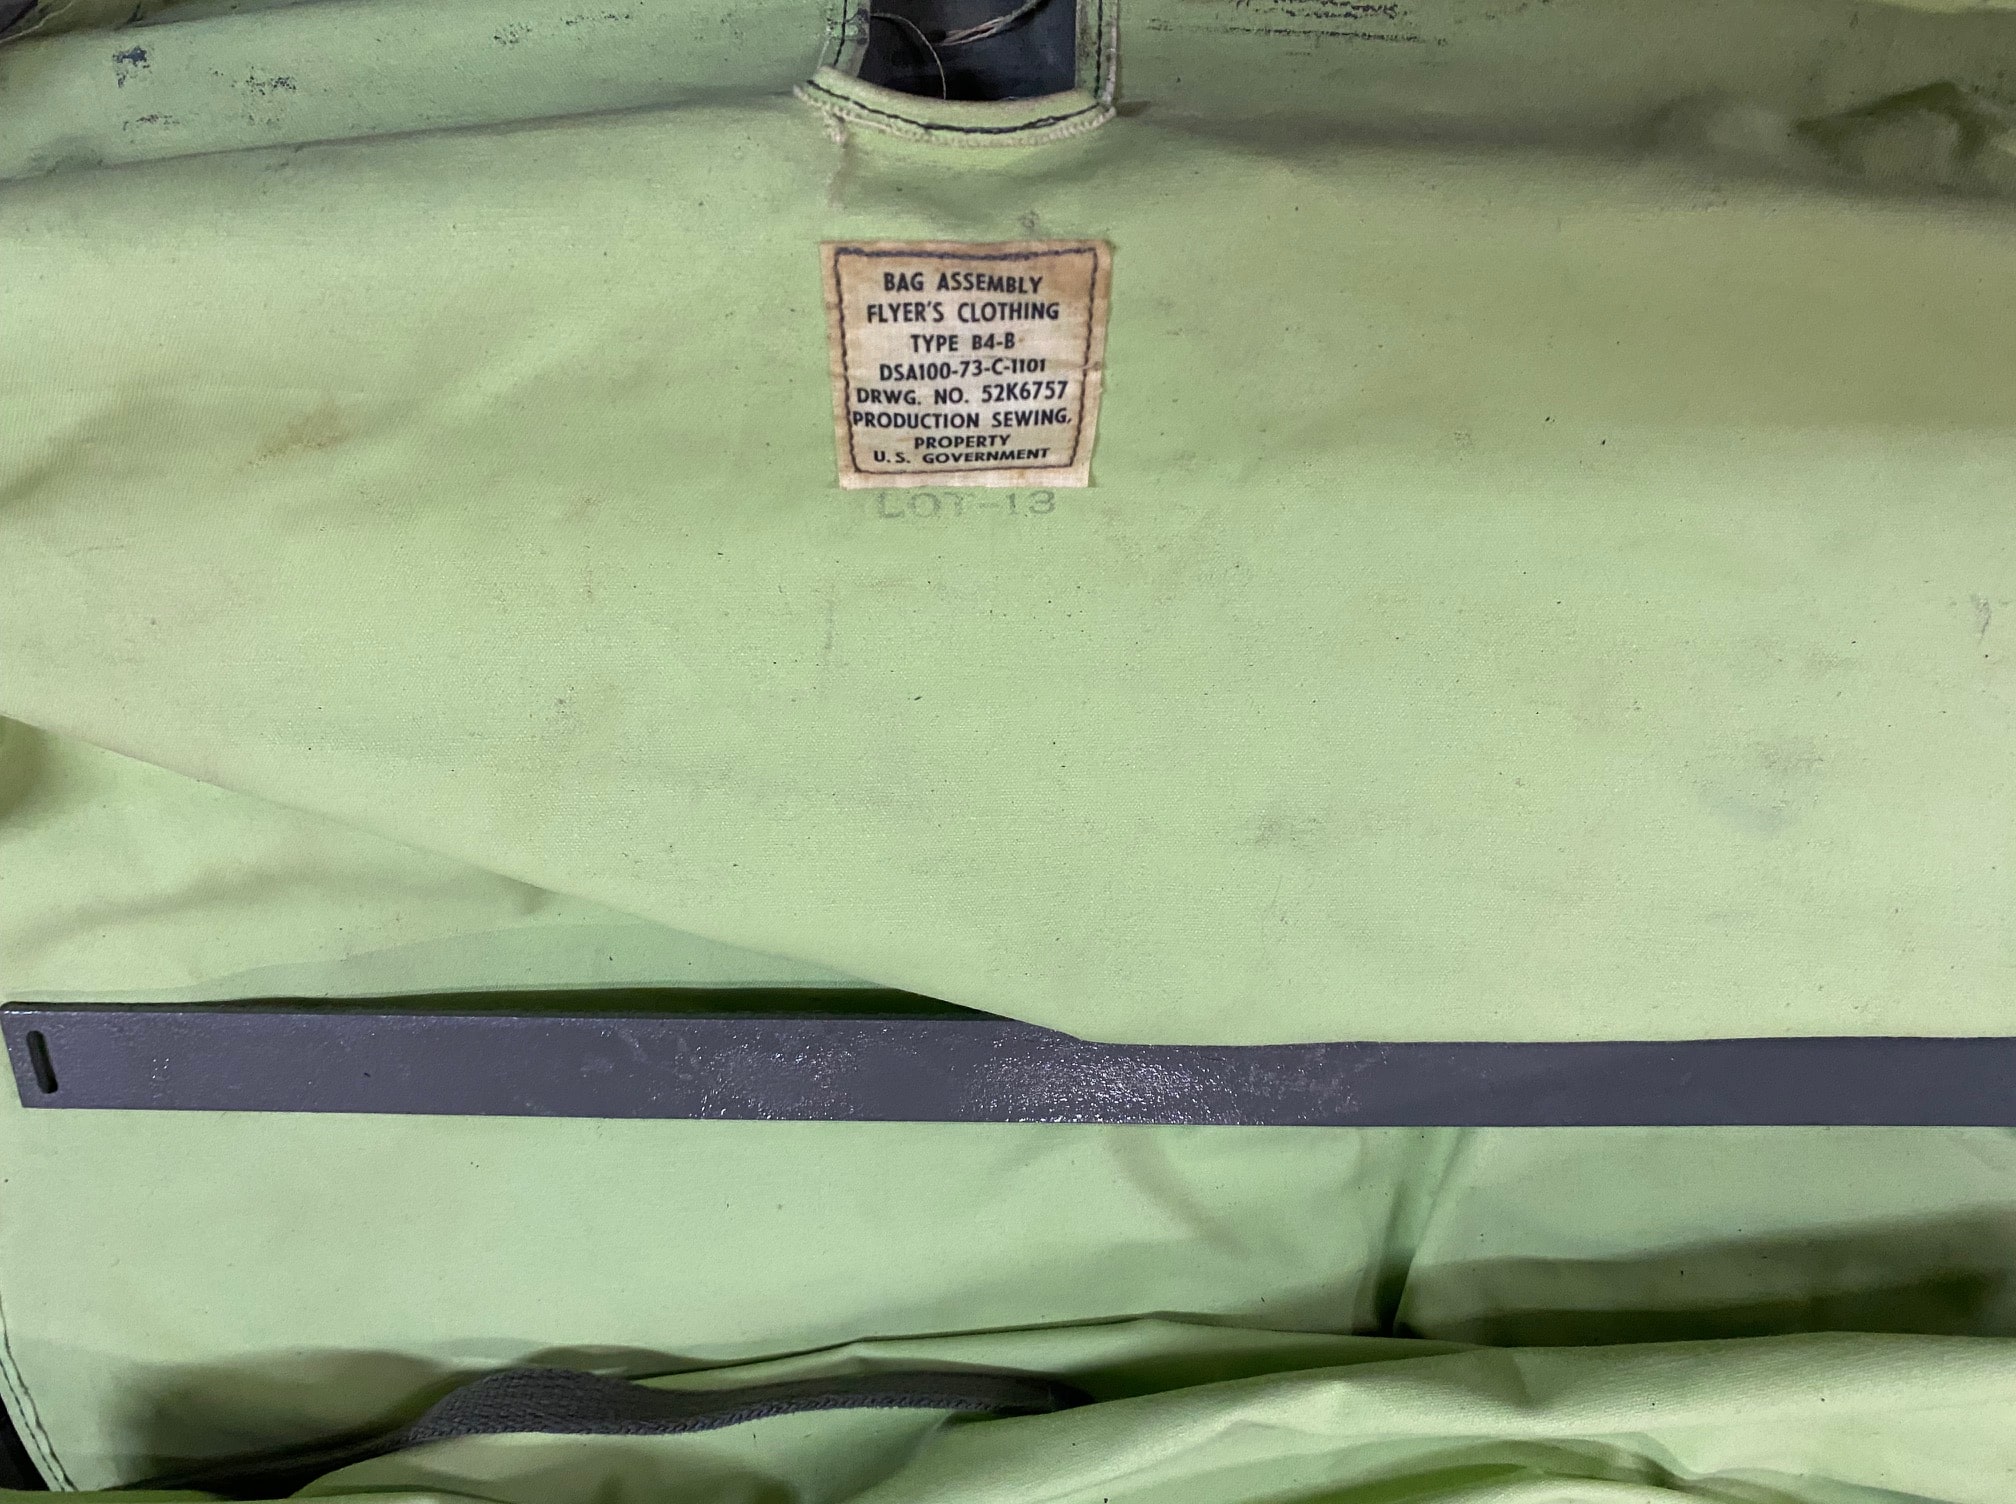 BAG ASSEMBLY
FLYER'S CLOTHING
TYPE B4-B
DSA100-73-C-1101
DRWG. NO. 52K6757
PRODUCTION SEWING.
PROPERTY
U.S. GOVERNMENT
LOT-13